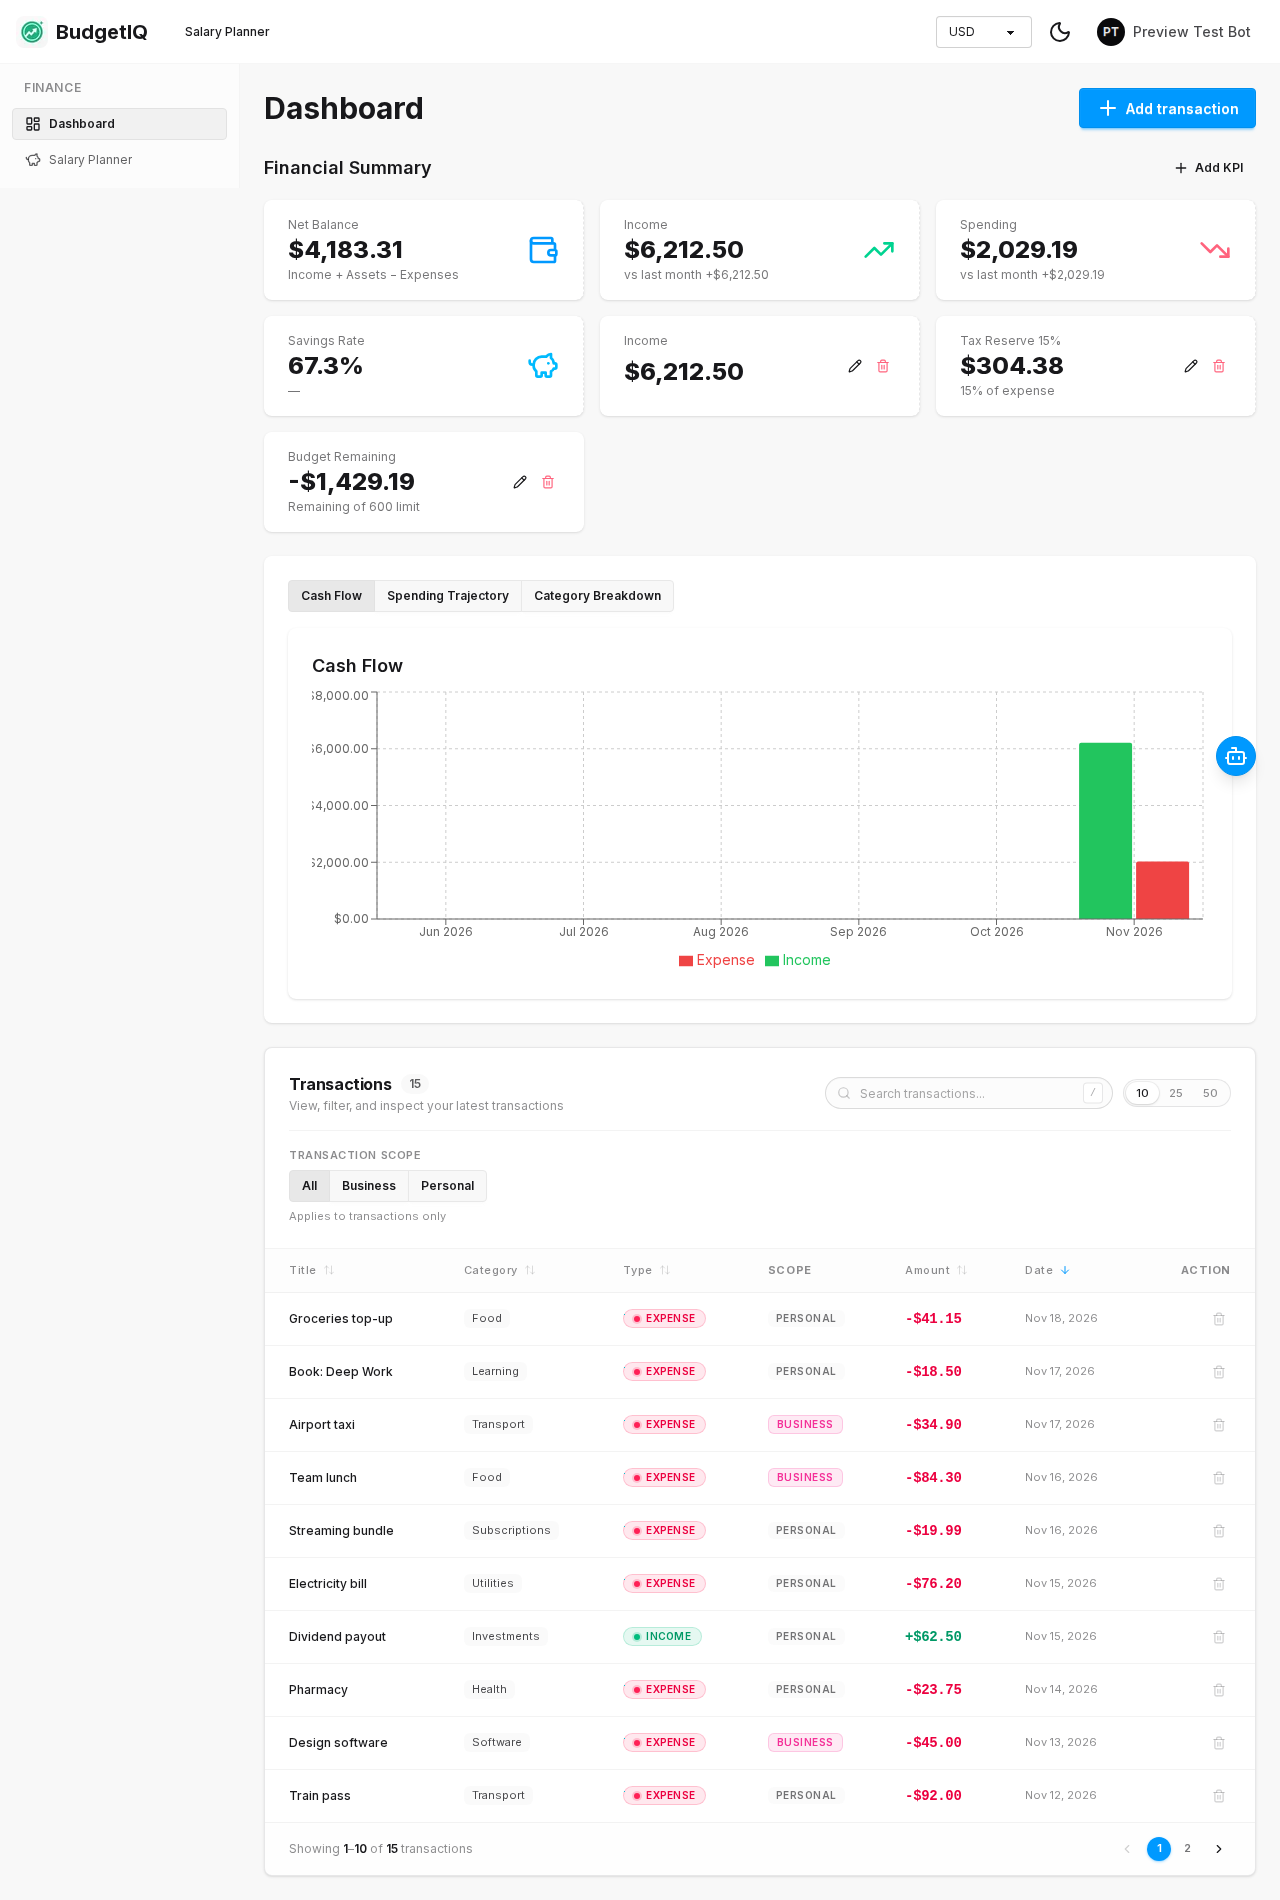 BudgetIQ
Salary Planner
USD
PT Preview Test Bot
FINANCE
Dashboard
Salary Planner
Dashboard
Add transaction
Financial Summary
Add KPI
Net Balance
$4,183.31
Income + Assets − Expenses
Income
$6,212.50
vs last month +$6,212.50
Spending
$2,029.19
vs last month +$2,029.19
Savings Rate
67.3%
—
Income
$6,212.50
Tax Reserve 15%
$304.38
15% of expense
Budget Remaining
-$1,429.19
Remaining of 600 limit
Cash Flow Spending Trajectory Category Breakdown
Cash Flow
$8,000.00
$6,000.00
$4,000.00
$2,000.00
$0.00
Jun 2026 Jul 2026 Aug 2026 Sep 2026 Oct 2026 Nov 2026
Expense Income
Transactions 15
View, filter, and inspect your latest transactions
Search transactions... /
10 25 50
TRANSACTION SCOPE
All Business Personal
Applies to transactions only
Title Category Type SCOPE Amount Date ACTION
Groceries top-up Food EXPENSE PERSONAL -$41.15 Nov 18, 2026
Book: Deep Work Learning EXPENSE PERSONAL -$18.50 Nov 17, 2026
Airport taxi Transport EXPENSE BUSINESS -$34.90 Nov 17, 2026
Team lunch Food EXPENSE BUSINESS -$84.30 Nov 16, 2026
Streaming bundle Subscriptions EXPENSE PERSONAL -$19.99 Nov 16, 2026
Electricity bill Utilities EXPENSE PERSONAL -$76.20 Nov 15, 2026
Dividend payout Investments INCOME PERSONAL +$62.50 Nov 15, 2026
Pharmacy Health EXPENSE PERSONAL -$23.75 Nov 14, 2026
Design software Software EXPENSE BUSINESS -$45.00 Nov 13, 2026
Train pass Transport EXPENSE PERSONAL -$92.00 Nov 12, 2026
Showing 1–10 of 15 transactions
1 2